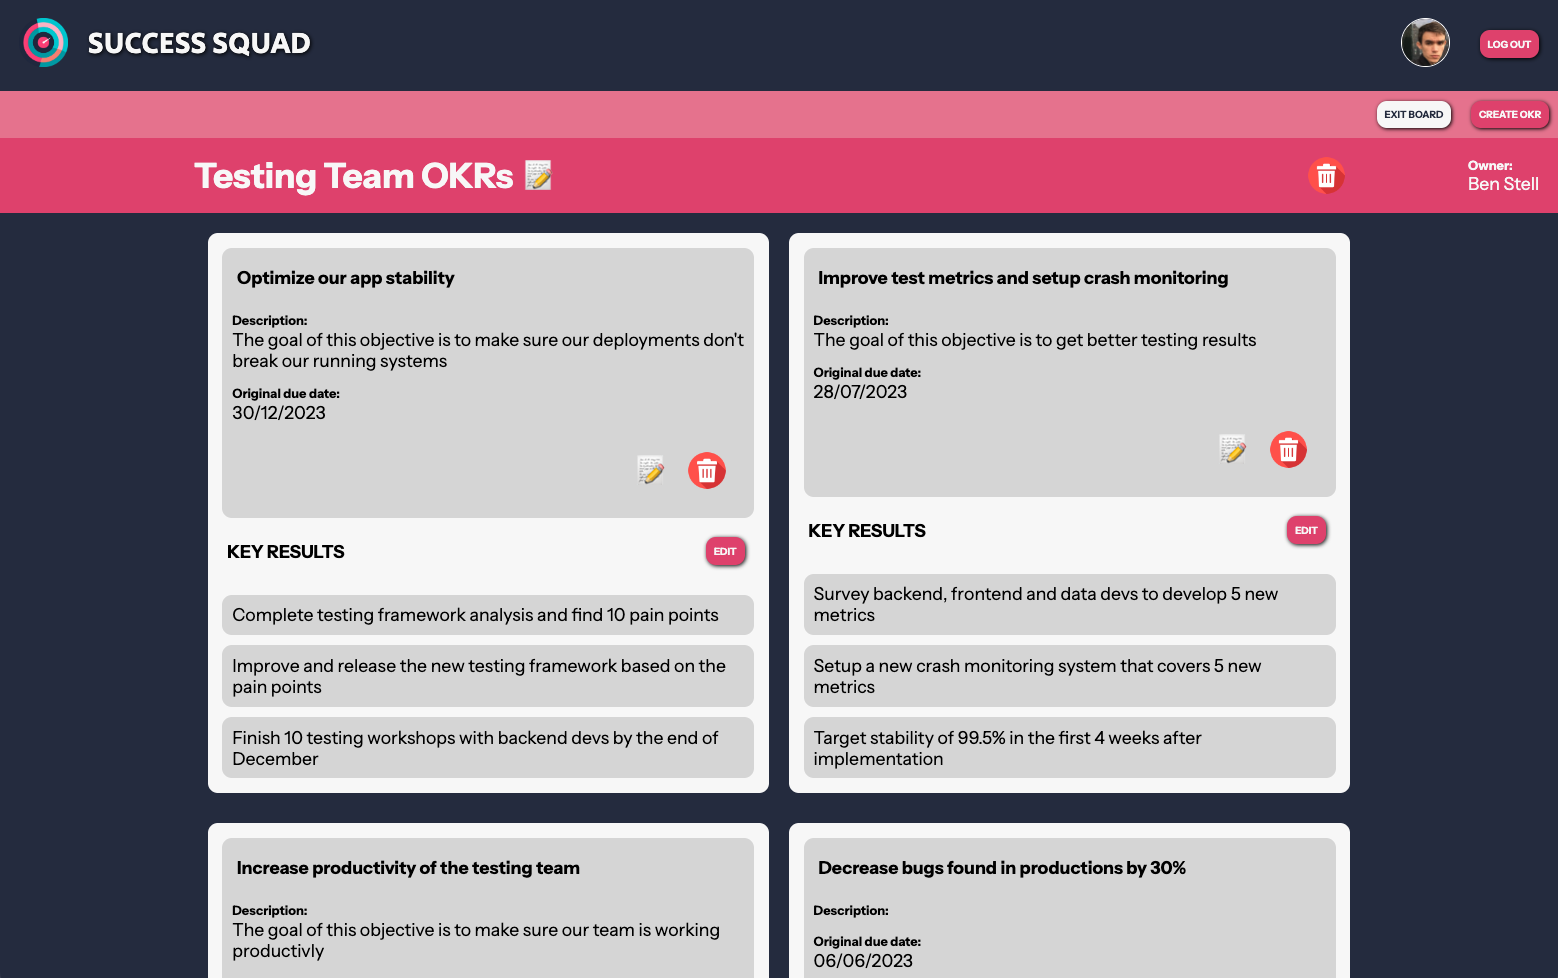 SUCCESS SQUAD
LOG OUT
EXIT BOARD
CREATE OKR
Testing Team OKRs
Owner:
Ben Stell
Optimize our app stability
Description:
The goal of this objective is to make sure our deployments don't
break our running systems
Original due date:
30/12/2023
KEY RESULTS
EDIT
Complete testing framework analysis and find 10 pain points
Improve and release the new testing framework based on the
pain points
Finish 10 testing workshops with backend devs by the end of
December
Improve test metrics and setup crash monitoring
Description:
The goal of this objective is to get better testing results
Original due date:
28/07/2023
KEY RESULTS
EDIT
Survey backend, frontend and data devs to develop 5 new
metrics
Setup a new crash monitoring system that covers 5 new
metrics
Target stability of 99.5% in the first 4 weeks after
implementation
Increase productivity of the testing team
Description:
The goal of this objective is to make sure our team is working
productivly
Decrease bugs found in productions by 30%
Description:
Original due date:
06/06/2023